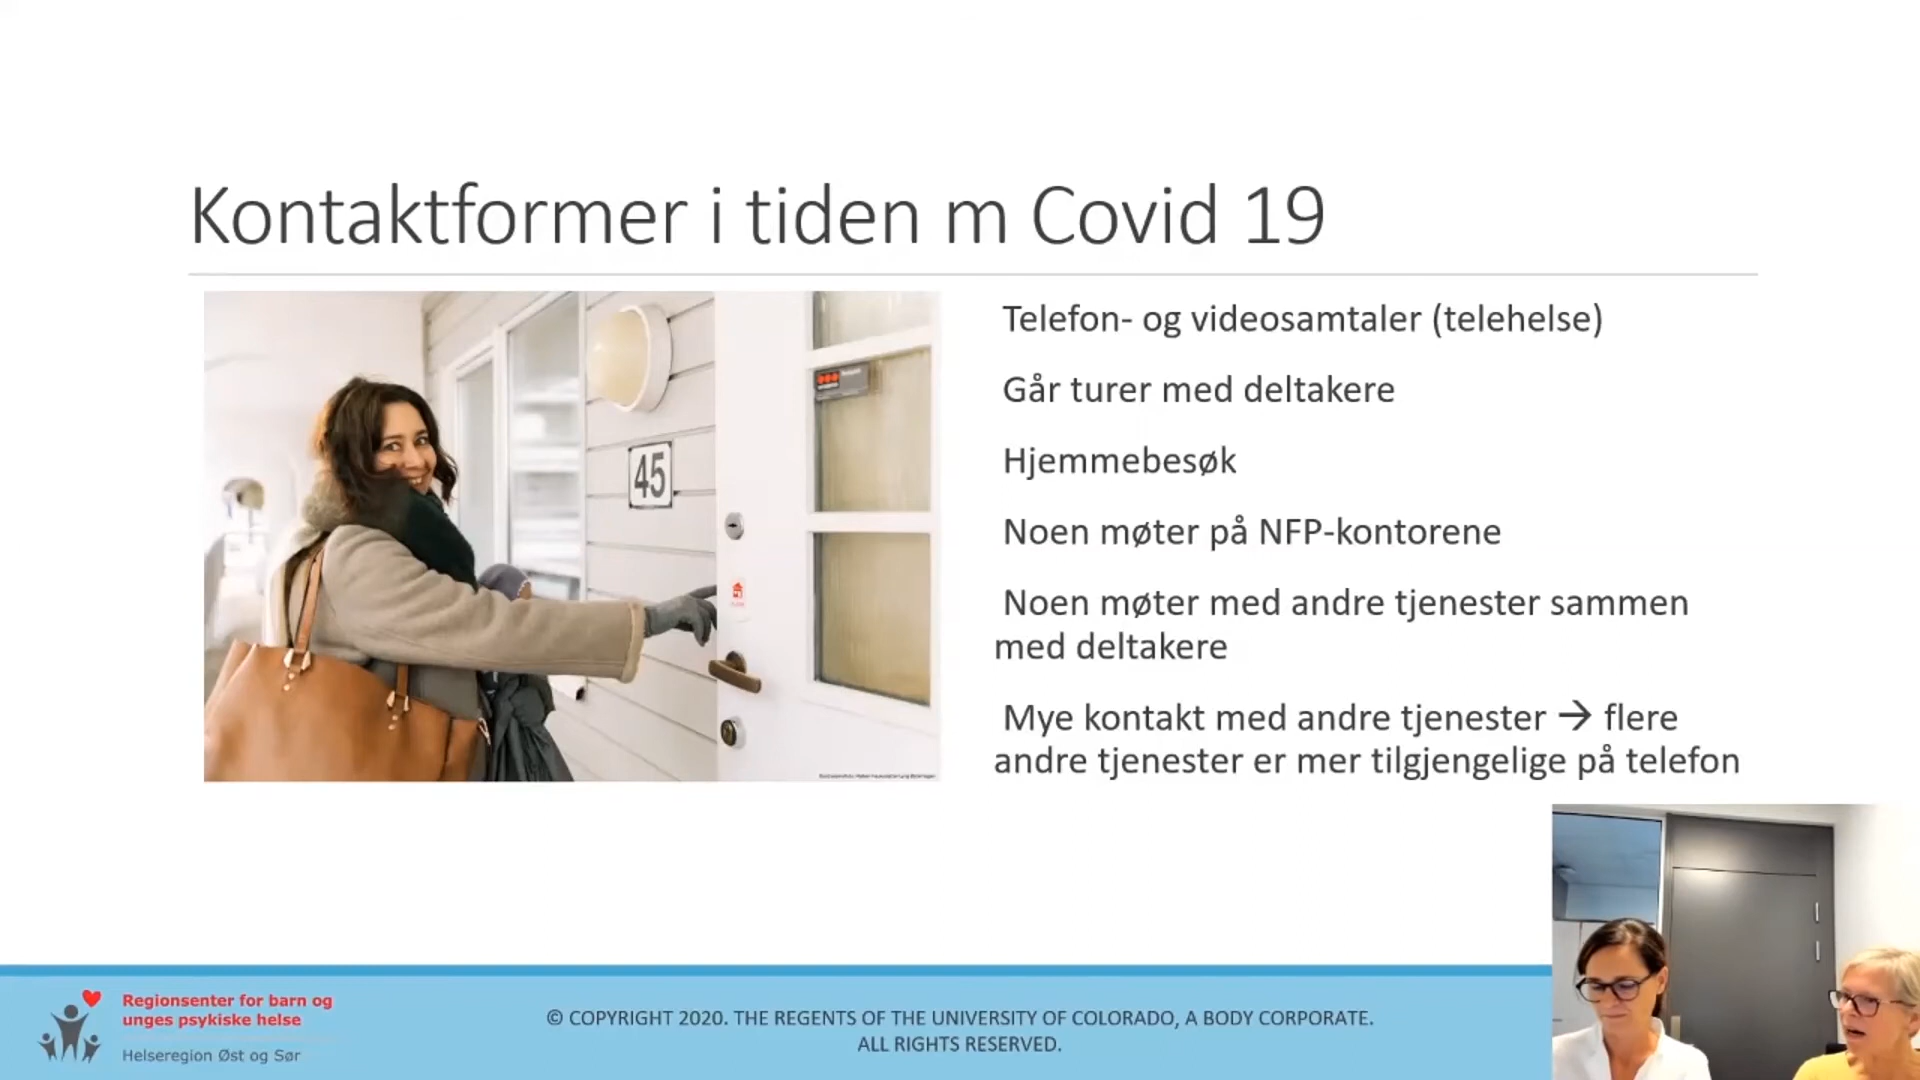 Kontaktformer i tiden m Covid 19
45
Telefon- og videosamtaler (telehelse)
Går turer med deltakere
Hjemmebesøk
Noen møter på NFP-kontorene
Noen møter med andre tjenester sammen
med deltakere
Mye kontakt med andre tjenester → flere
andre tjenester er mer tilgjengelige på telefon
Regionsenter for barn og
unges psykiske helse
Helseregion Øst og Sør
© COPYRIGHT 2020. THE REGENTS OF THE UNIVERSITY OF COLORADO, A BODY CORPORATE.
ALL RIGHTS RESERVED.